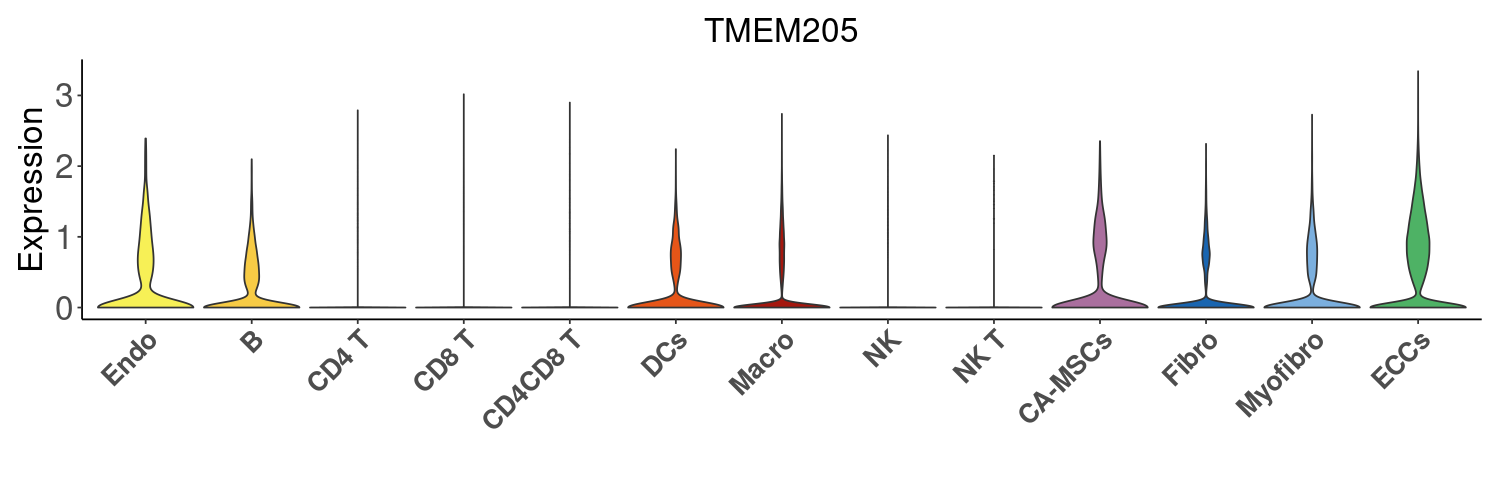 TMEM205
Expression
3
2
1
0
Endo
B
CD4 T
CD8 T
CD4CD8 T
DCs
Macro
NK
NK T
CA-MSCs
Fibro
Myofibro
ECCs